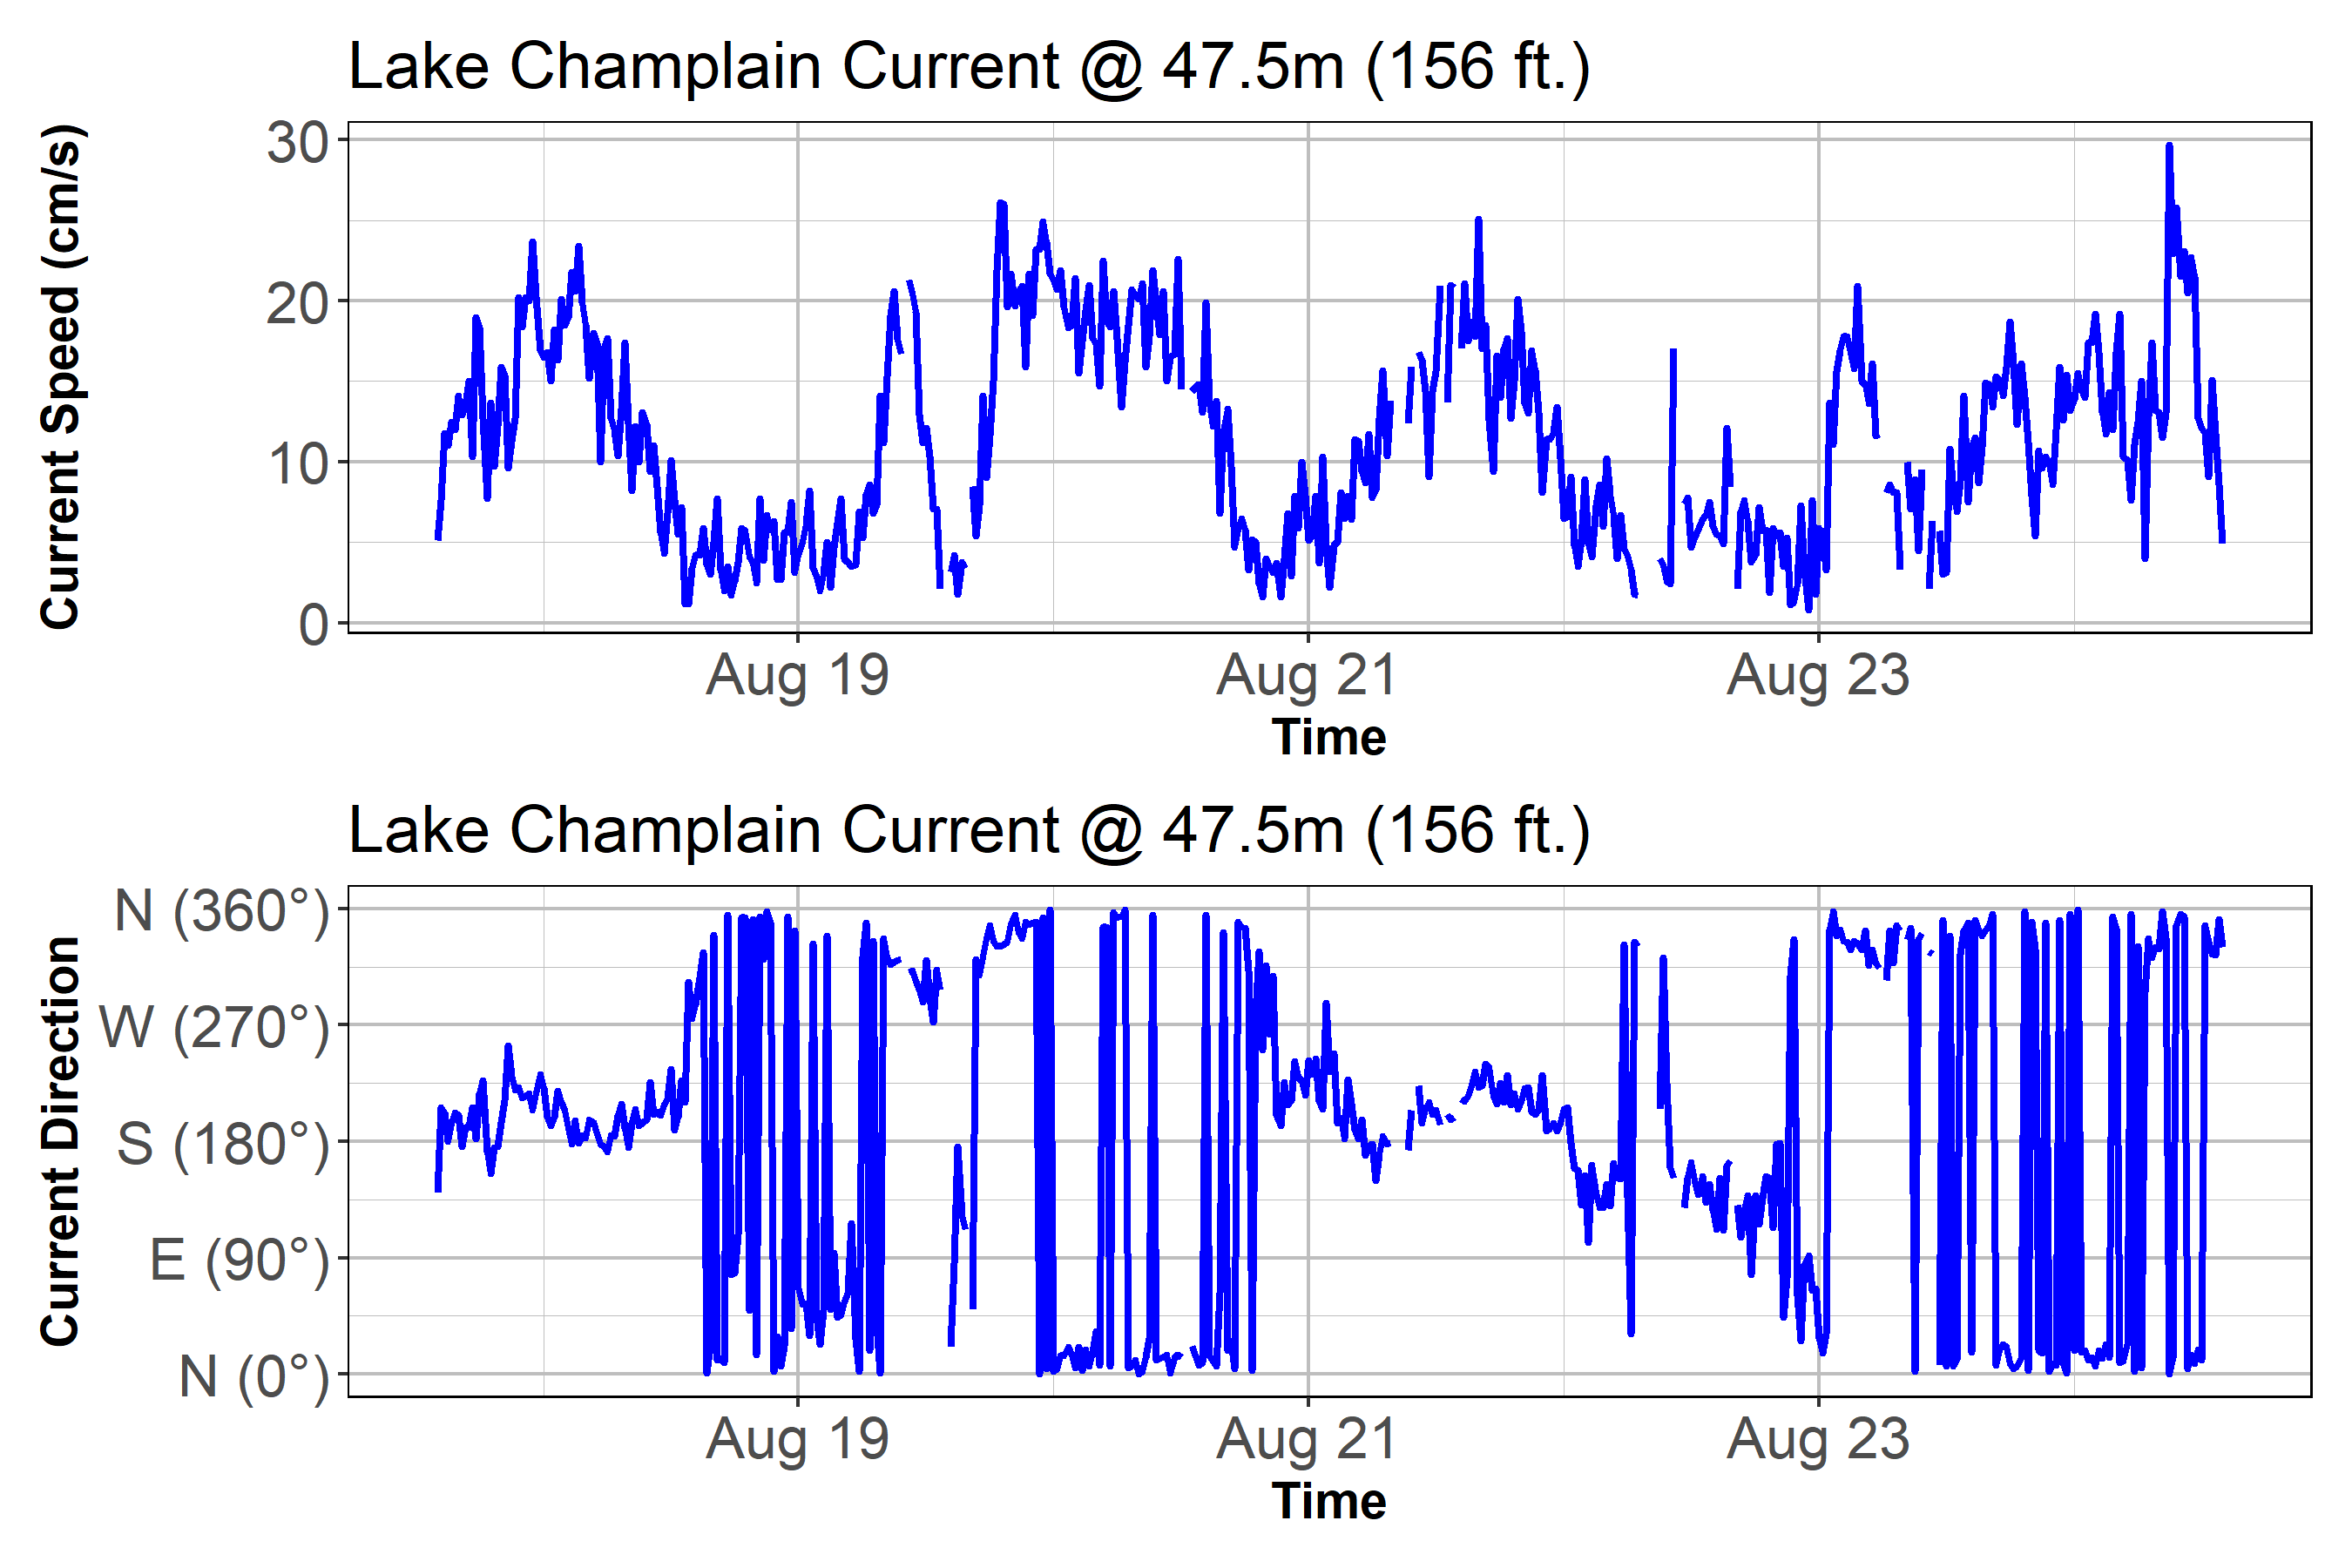 Lake Champlain Current @ 47.5m (156 ft.)
Current Speed (cm/s)
30
20
10
0
Aug 19 Aug 21 Aug 23
Time
Lake Champlain Current @ 47.5m (156 ft.)
Current Direction
N (360°)
W (270°)
S (180°)
E (90°)
N (0°)
Aug 19 Aug 21 Aug 23
Time